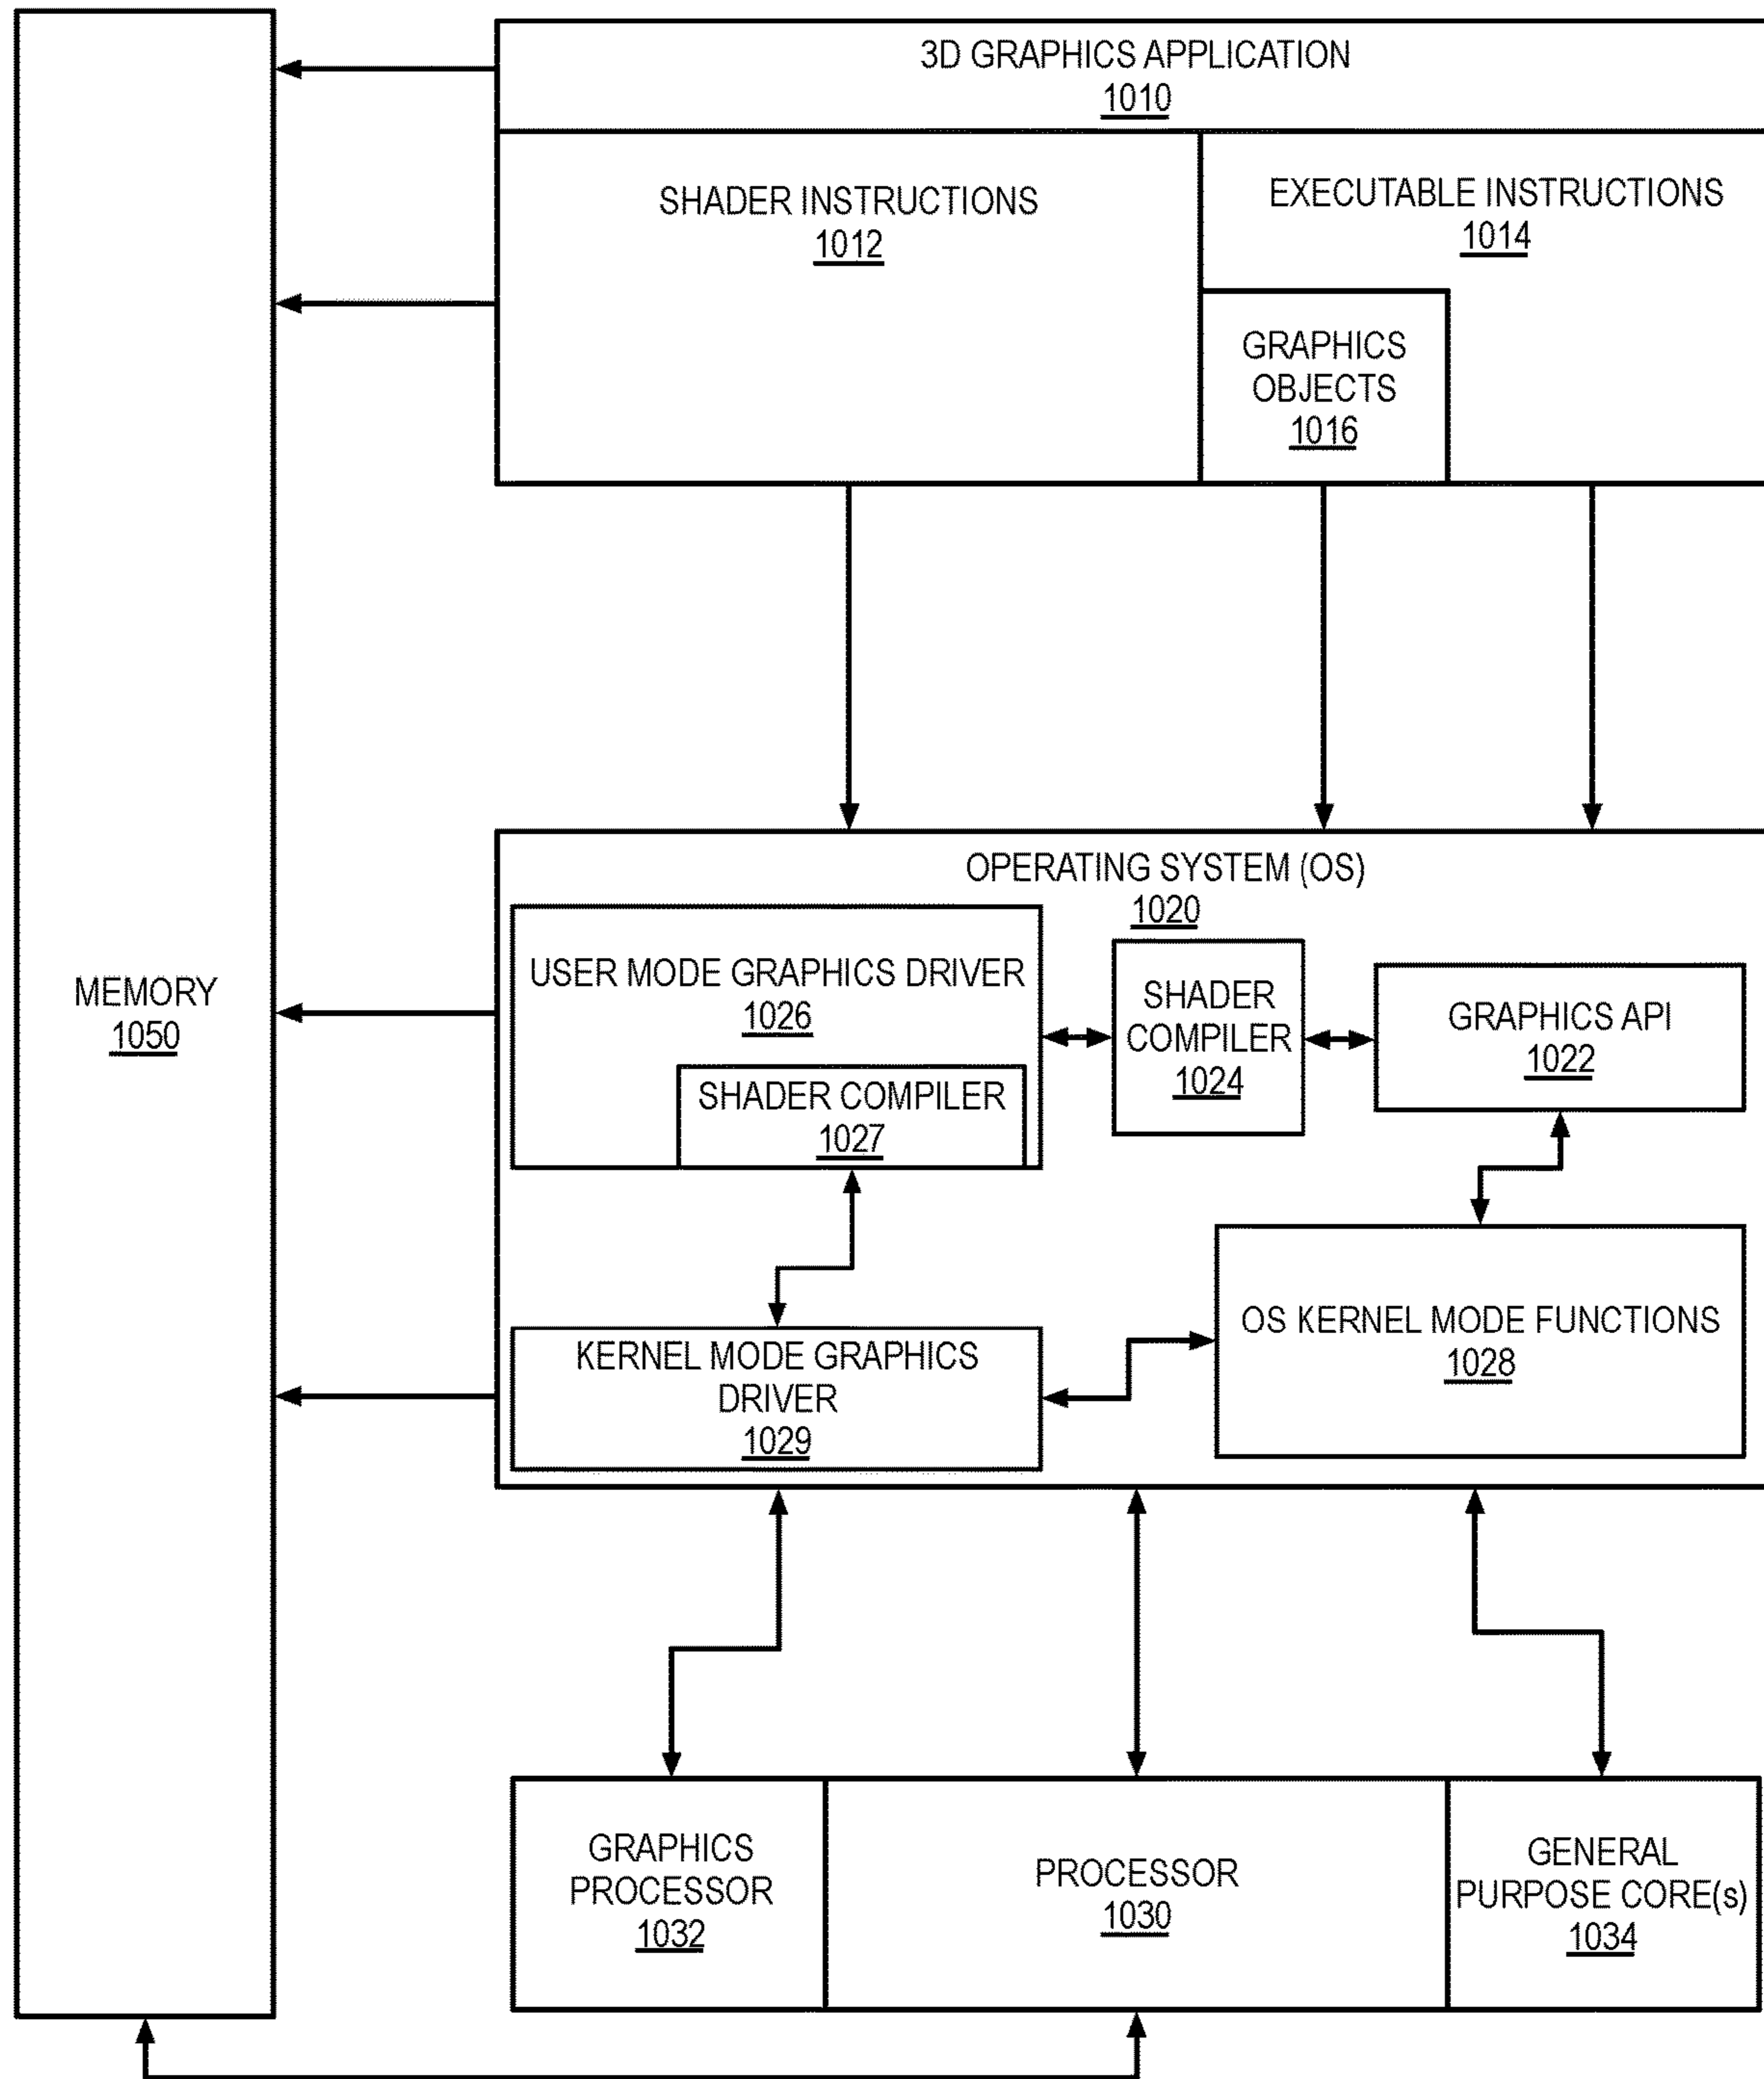 3D GRAPHICS APPLICATION
1010
SHADER INSTRUCTIONS
1012
EXECUTABLE INSTRUCTIONS
1014
GRAPHICS
OBJECTS
1016
OPERATING SYSTEM (OS)
1020
USER MODE GRAPHICS DRIVER
1026
SHADER COMPILER
1027
SHADER
COMPILER
1024
GRAPHICS API
1022
MEMORY
1050
KERNEL MODE GRAPHICS
DRIVER
1029
OS KERNEL MODE FUNCTIONS
1028
GRAPHICS
PROCESSOR
1032
PROCESSOR
1030
GENERAL
PURPOSE CORE(s)
1034